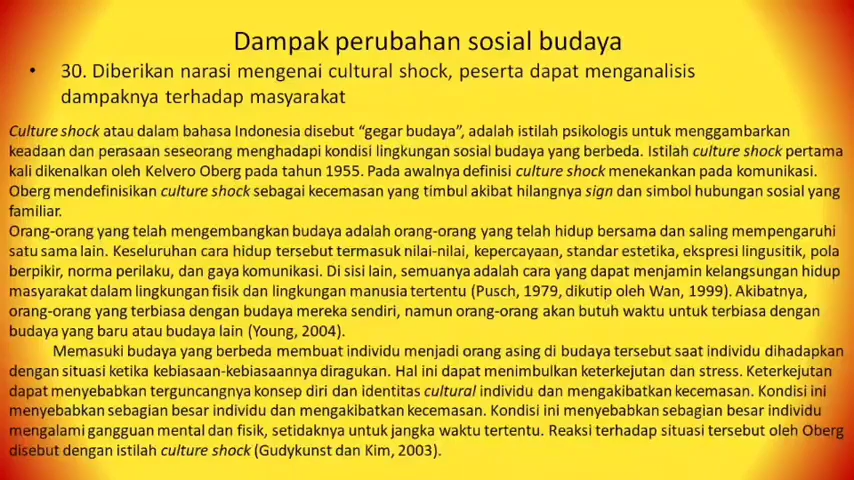 Dampak perubahan sosial budaya
• 30. Diberikan narasi mengenai cultural shock, peserta dapat menganalisis
dampaknya terhadap masyarakat
Culture shock atau dalam bahasa Indonesia disebut “gegar budaya”, adalah istilah psikologis untuk menggambarkan
keadaan dan perasaan seseorang menghadapi kondisi lingkungan sosial budaya yang berbeda. Istilah culture shock pertama
kali dikenalkan oleh Kelvero Oberg pada tahun 1955. Pada awalnya definisi culture shock menekankan pada komunikasi.
Oberg mendefinisikan culture shock sebagai kecemasan yang timbul akibat hilangnya sign dan simbol hubungan sosial yang
familiar.
Orang-orang yang telah mengembangkan budaya adalah orang-orang yang telah hidup bersama dan saling mempengaruhi
satu sama lain. Keseluruhan cara hidup tersebut termasuk nilai-nilai, kepercayaan, standar estetika, ekspresi lingusitik, pola
berpikir, norma perilaku, dan gaya komunikasi. Di sisi lain, semuanya adalah cara yang dapat menjamin kelangsungan hidup
masyarakat dalam lingkungan fisik dan lingkungan manusia tertentu (Pusch, 1979, dikutip oleh Wan, 1999). Akibatnya,
orang-orang yang terbiasa dengan budaya mereka sendiri, namun orang-orang akan butuh waktu untuk terbiasa dengan
budaya yang baru atau budaya lain (Young, 2004).
Memasuki budaya yang berbeda membuat individu menjadi orang asing di budaya tersebut saat individu dihadapkan
dengan situasi ketika kebiasaan-kebiasaannya diragukan. Hal ini dapat menimbulkan keterkejutan dan stress. Keterkejutan
dapat menyebabkan terguncangnya konsep diri dan identitas cultural individu dan mengakibatkan kecemasan. Kondisi ini
menyebabkan sebagian besar individu dan mengakibatkan kecemasan. Kondisi ini menyebabkan sebagian besar individu
mengalami gangguan mental dan fisik, setidaknya untuk jangka waktu tertentu. Reaksi terhadap situasi tersebut oleh Oberg
disebut dengan istilah culture shock (Gudykunst dan Kim, 2003).